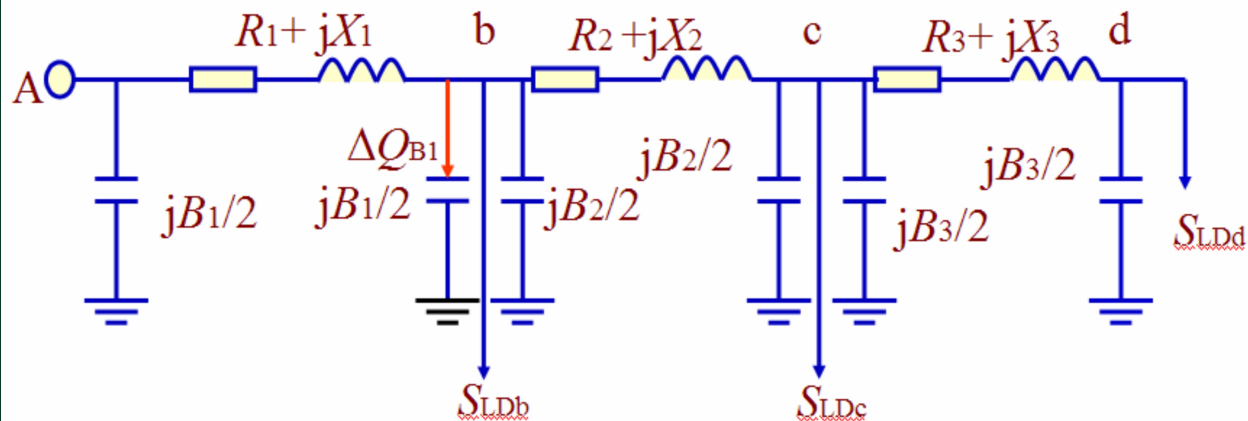 R1+ jX1
b
R2 +jX2
c
R3+ jX3
d
A
ΔQB1
jB1/2
jB1/2
jB2/2
jB2/2
jB3/2
jB3/2
SLDd
SLDb
SLDc